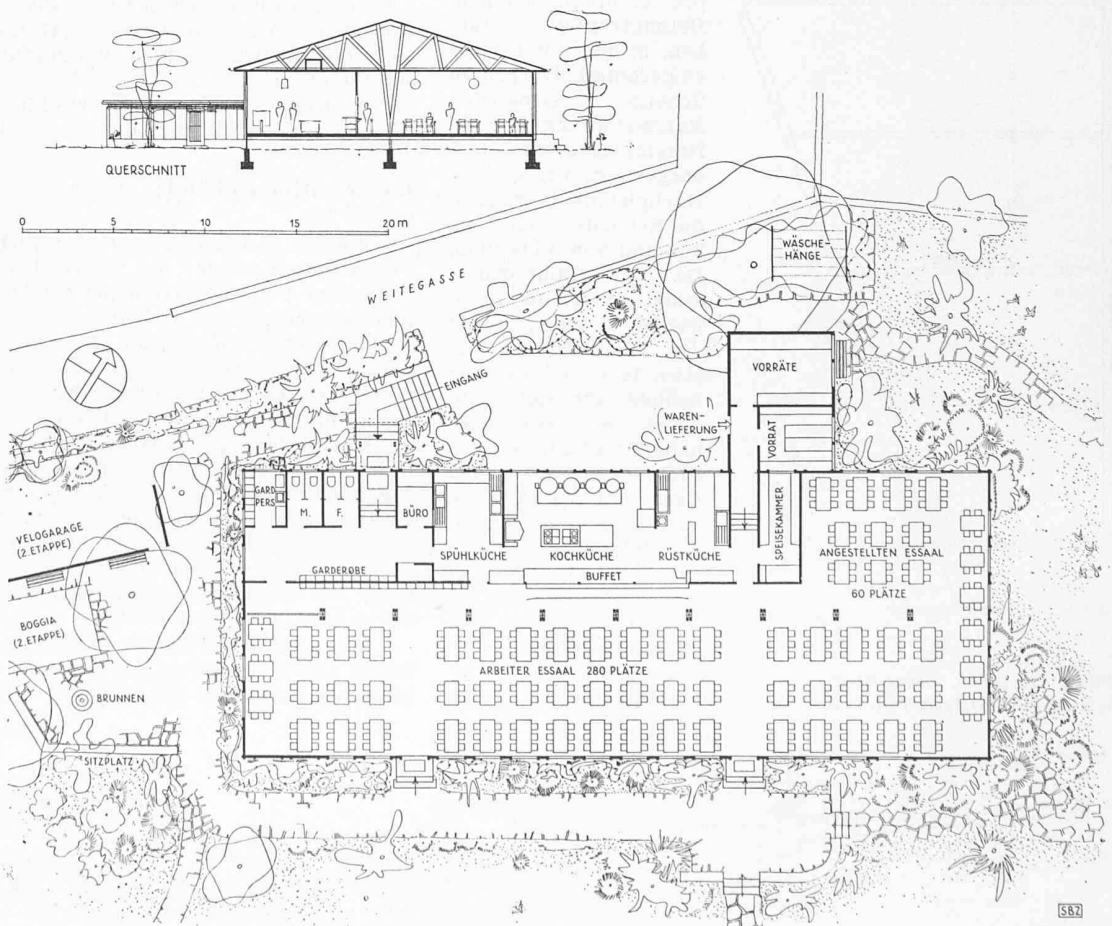 QUERSCHNITT
0 5 10 15 20 m
WEITEGASSE
WÄSCHE-
HÄNGE
EINGANG
VORRÄTE
WAREN-
LIEFERUNG
VORRAT
GARD
PERS
M.
F.
BÜRO
SPÜHLKÜCHE
KOCHKÜCHE
RÜSTKÜCHE
SPEISEKAMMER
ANGESTELLTEN ESSAAL
60 PLÄTZE
GARDEROBE
BUFFET
VELOGARAGE
(2.ETAPPE)
BOGGIA
(2.ETAPPE)
ARBEITER ESSAAL 280 PLÄTZE
BRUNNEN
SITZPLATZ
SBZ